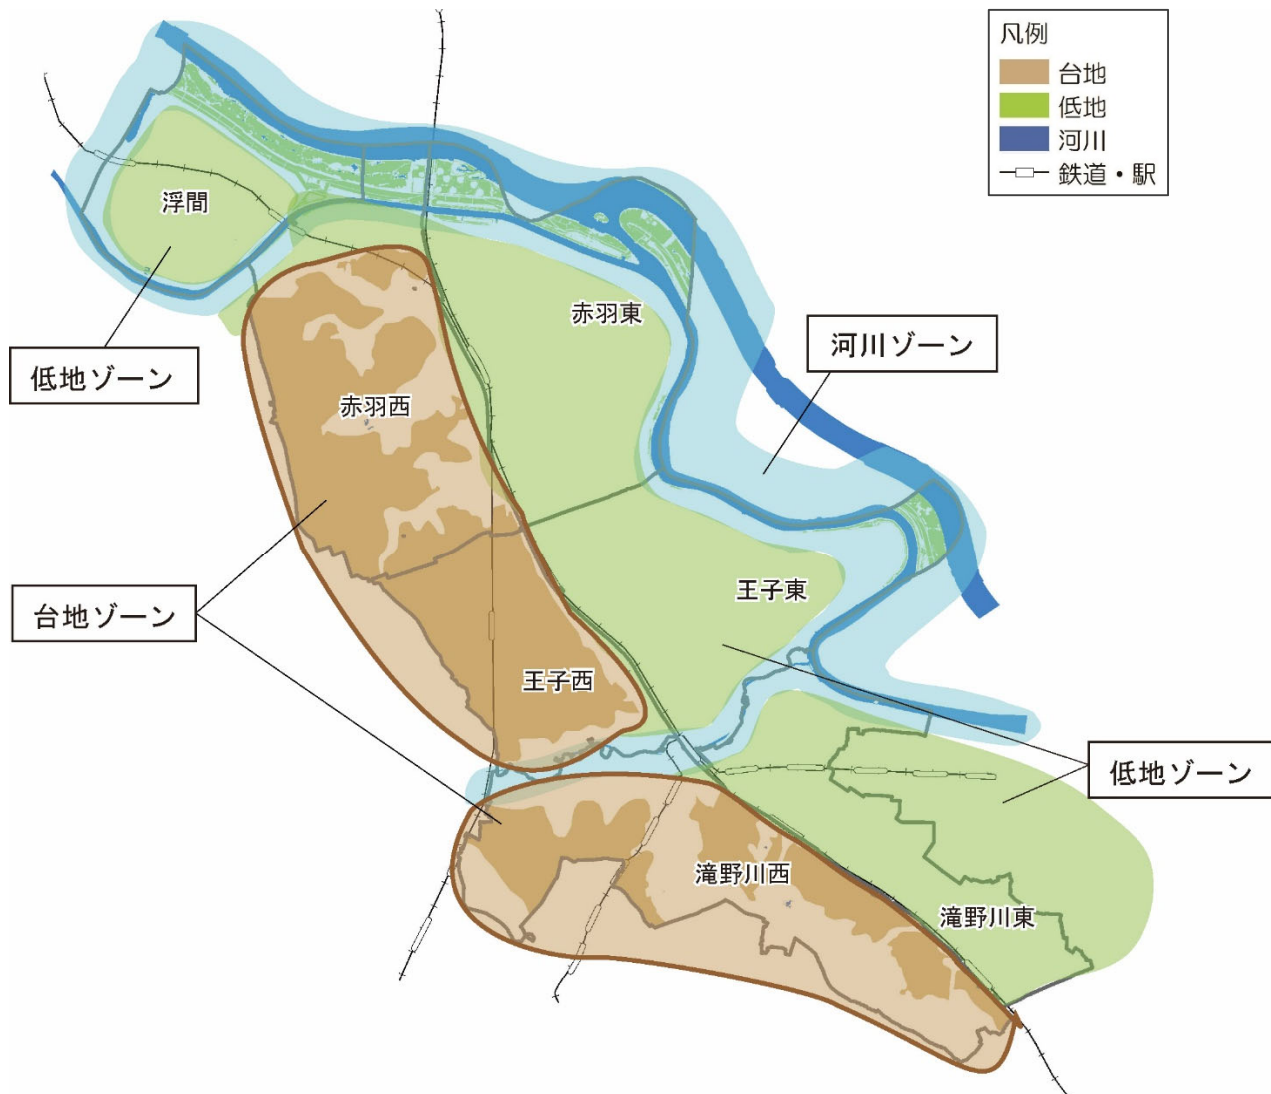 凡例
台地
低地
河川
鉄道・駅
浮間
赤羽東
河川ゾーン
低地ゾーン
赤羽西
王子東
台地ゾーン
王子西
低地ゾーン
滝野川西
滝野川東